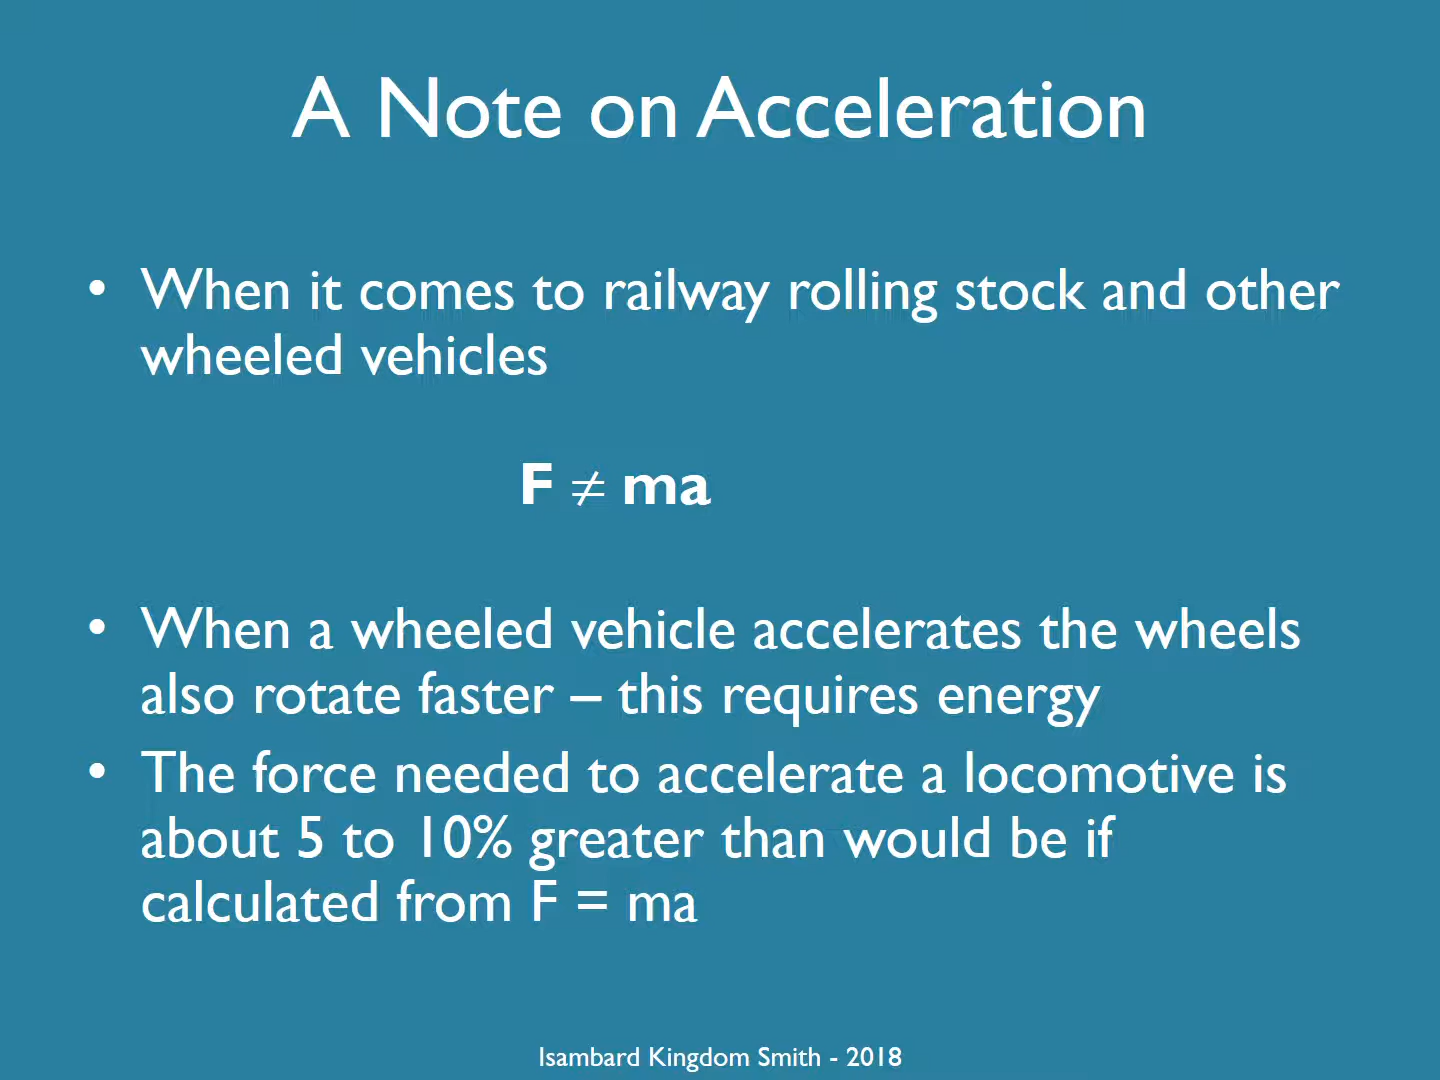 A Note on Acceleration
• When it comes to railway rolling stock and other
wheeled vehicles
F ≠ ma
• When a wheeled vehicle accelerates the wheels
also rotate faster – this requires energy
• The force needed to accelerate a locomotive is
about 5 to 10% greater than would be if
calculated from F = ma
Isambard Kingdom Smith - 2018